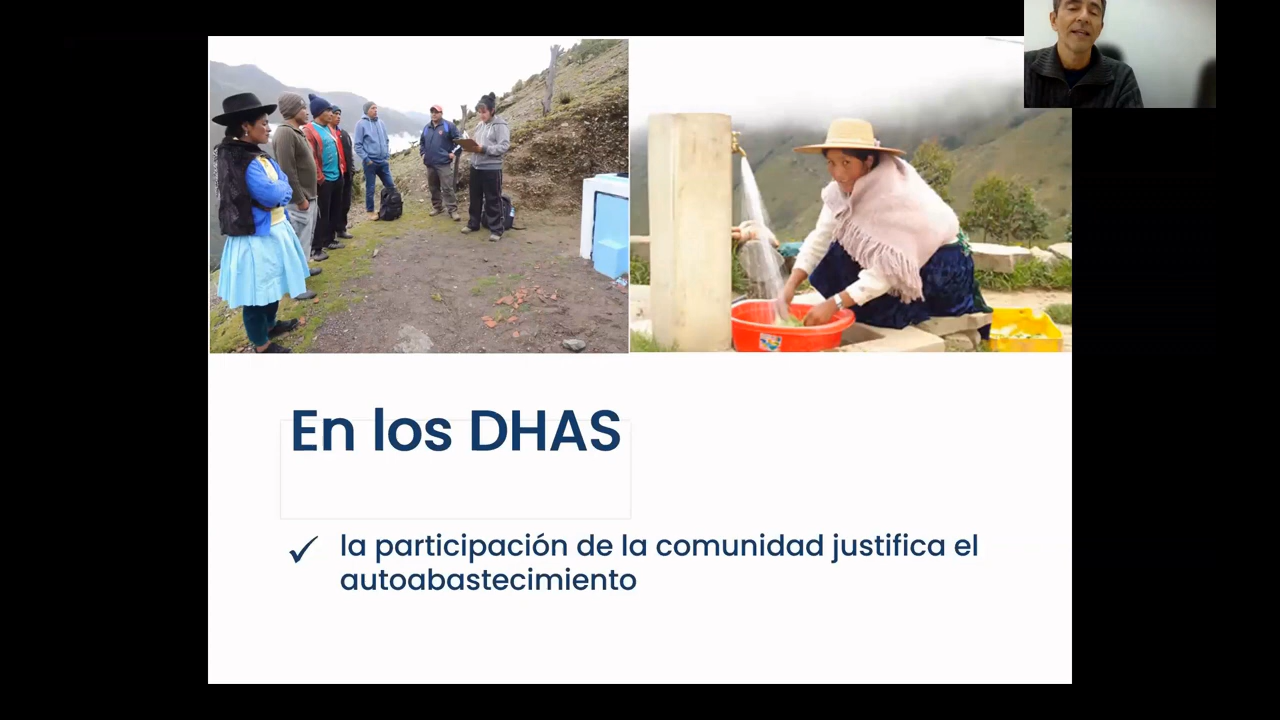 En los DHAS
✓ la participación de la comunidad justifica el
autoabastecimiento